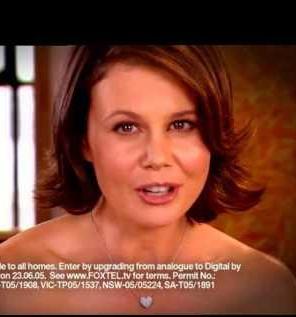 le to all homes. Enter by upgrading from analogue to Digital by
on 23.06.05. See www.FOXTEL.tv for terms. Permit No.:
-T05/1908, VIC-TP05/1537, NSW-05/05224, SA-T05/1891